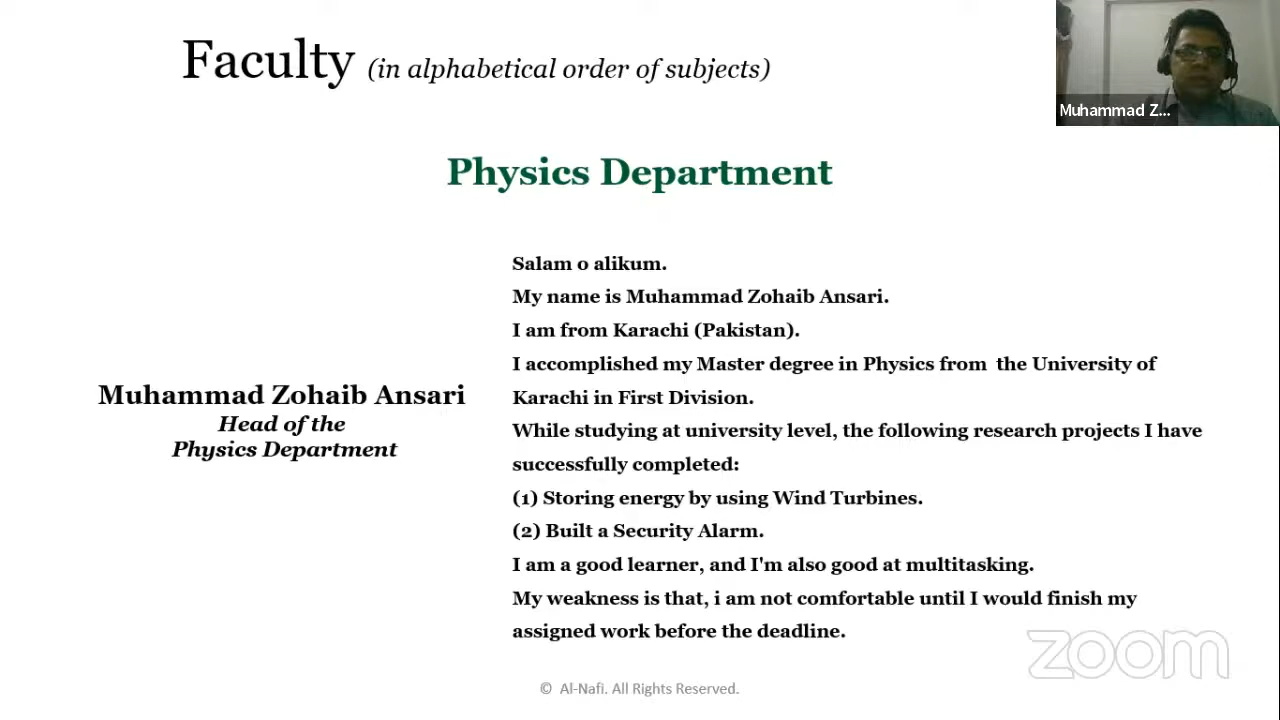 Faculty (in alphabetical order of subjects)
Muhammad Z...
Physics Department
Muhammad Zohaib Ansari
Head of the
Physics Department
Salam o alikum.
My name is Muhammad Zohaib Ansari.
I am from Karachi (Pakistan).
I accomplished my Master degree in Physics from  the University of
Karachi in First Division.
While studying at university level, the following research projects I have
successfully completed:
(1) Storing energy by using Wind Turbines.
(2) Built a Security Alarm.
I am a good learner, and I'm also good at multitasking.
My weakness is that, i am not comfortable until I would finish my
assigned work before the deadline.
zoom
© Al-Nafi. All Rights Reserved.